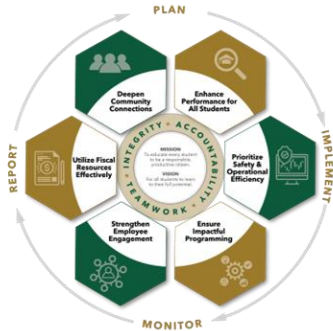 PLAN
Deepen
Community
Connections
Enhance
Performance for
All Students
INTEGRITY • ACCOUNTABILITY • TEAMWORK •
MISSION
To educate every student
to be a responsible,
productive citizen.
VISION
For all students to learn
to their full potential.
REPORT
Utilize Fiscal
Resources
Effectively
Prioritize
Safety &
Operational
Efficiency
IMPLEMENT
Strengthen
Employee
Engagement
Ensure
Impactful
Programming
MONITOR